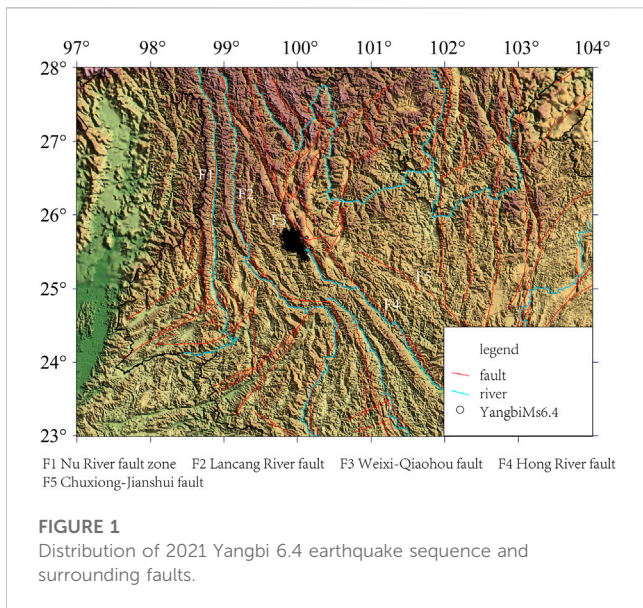 97° 98° 99° 100° 101° 102° 103° 104°
28°
27°
26°
25°
24°
23°
F1
F2
F5
F4
legend
fault
river
YangbiMs6.4
F1 Nu River fault zone F2 Lancang River fault F3 Weixi-Qiaohou fault F4 Hong River fault
F5 Chuxiong-Jianshui fault
FIGURE 1
Distribution of 2021 Yangbi 6.4 earthquake sequence and
surrounding faults.